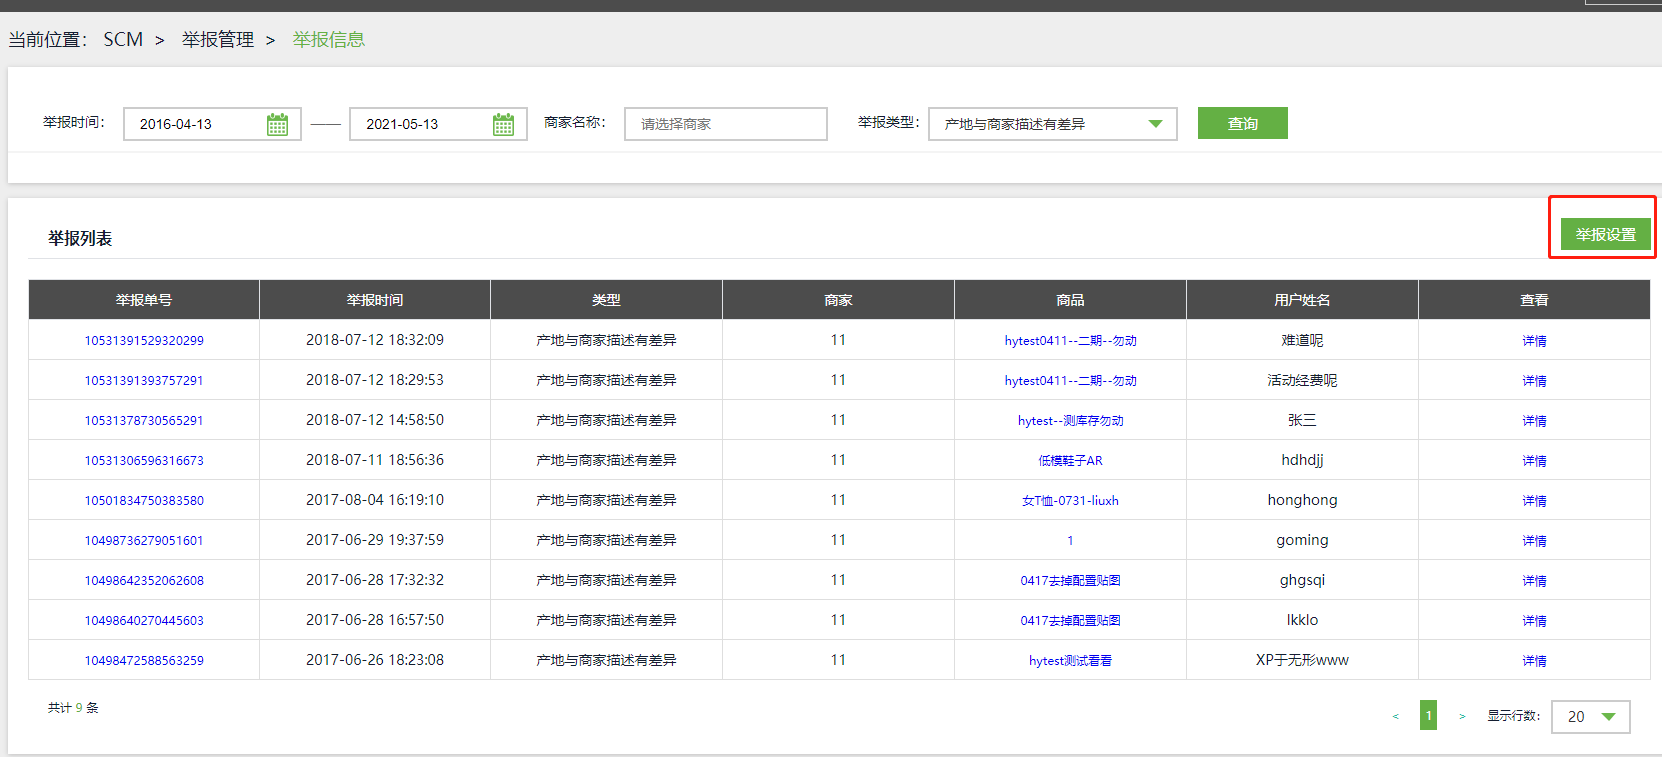 当前位置： SCM > 举报管理 > 举报信息
举报时间： 2016-04-13 —— 2021-05-13 商家名称： 请选择商家 举报类型： 产地与商家描述有差异 查询
举报列表 举报设置
举报单号 举报时间 类型 商家 商品 用户姓名 查看
10531391529320299 2018-07-12 18:32:09 产地与商家描述有差异 11 hytest0411--二期--勿动 难道呢 详情
10531391393757291 2018-07-12 18:29:53 产地与商家描述有差异 11 hytest0411--二期--勿动 活动经费呢 详情
10531378730565291 2018-07-12 14:58:50 产地与商家描述有差异 11 hytest--测库存勿动 张三 详情
10531306596316673 2018-07-11 18:56:36 产地与商家描述有差异 11 低模鞋子AR hdhdjj 详情
10501834750383580 2017-08-04 16:19:10 产地与商家描述有差异 11 女T恤-0731-liuxh honghong 详情
10498736279051601 2017-06-29 19:37:59 产地与商家描述有差异 11 1 goming 详情
10498642352062608 2017-06-28 17:32:32 产地与商家描述有差异 11 0417去掉配置贴图 ghgsqi 详情
10498640270445603 2017-06-28 16:57:50 产地与商家描述有差异 11 0417去掉配置贴图 lkklo 详情
10498472588563259 2017-06-26 18:23:08 产地与商家描述有差异 11 hytest测试看看 XP于无形www 详情
共计 9 条 < 1 > 显示行数： 20